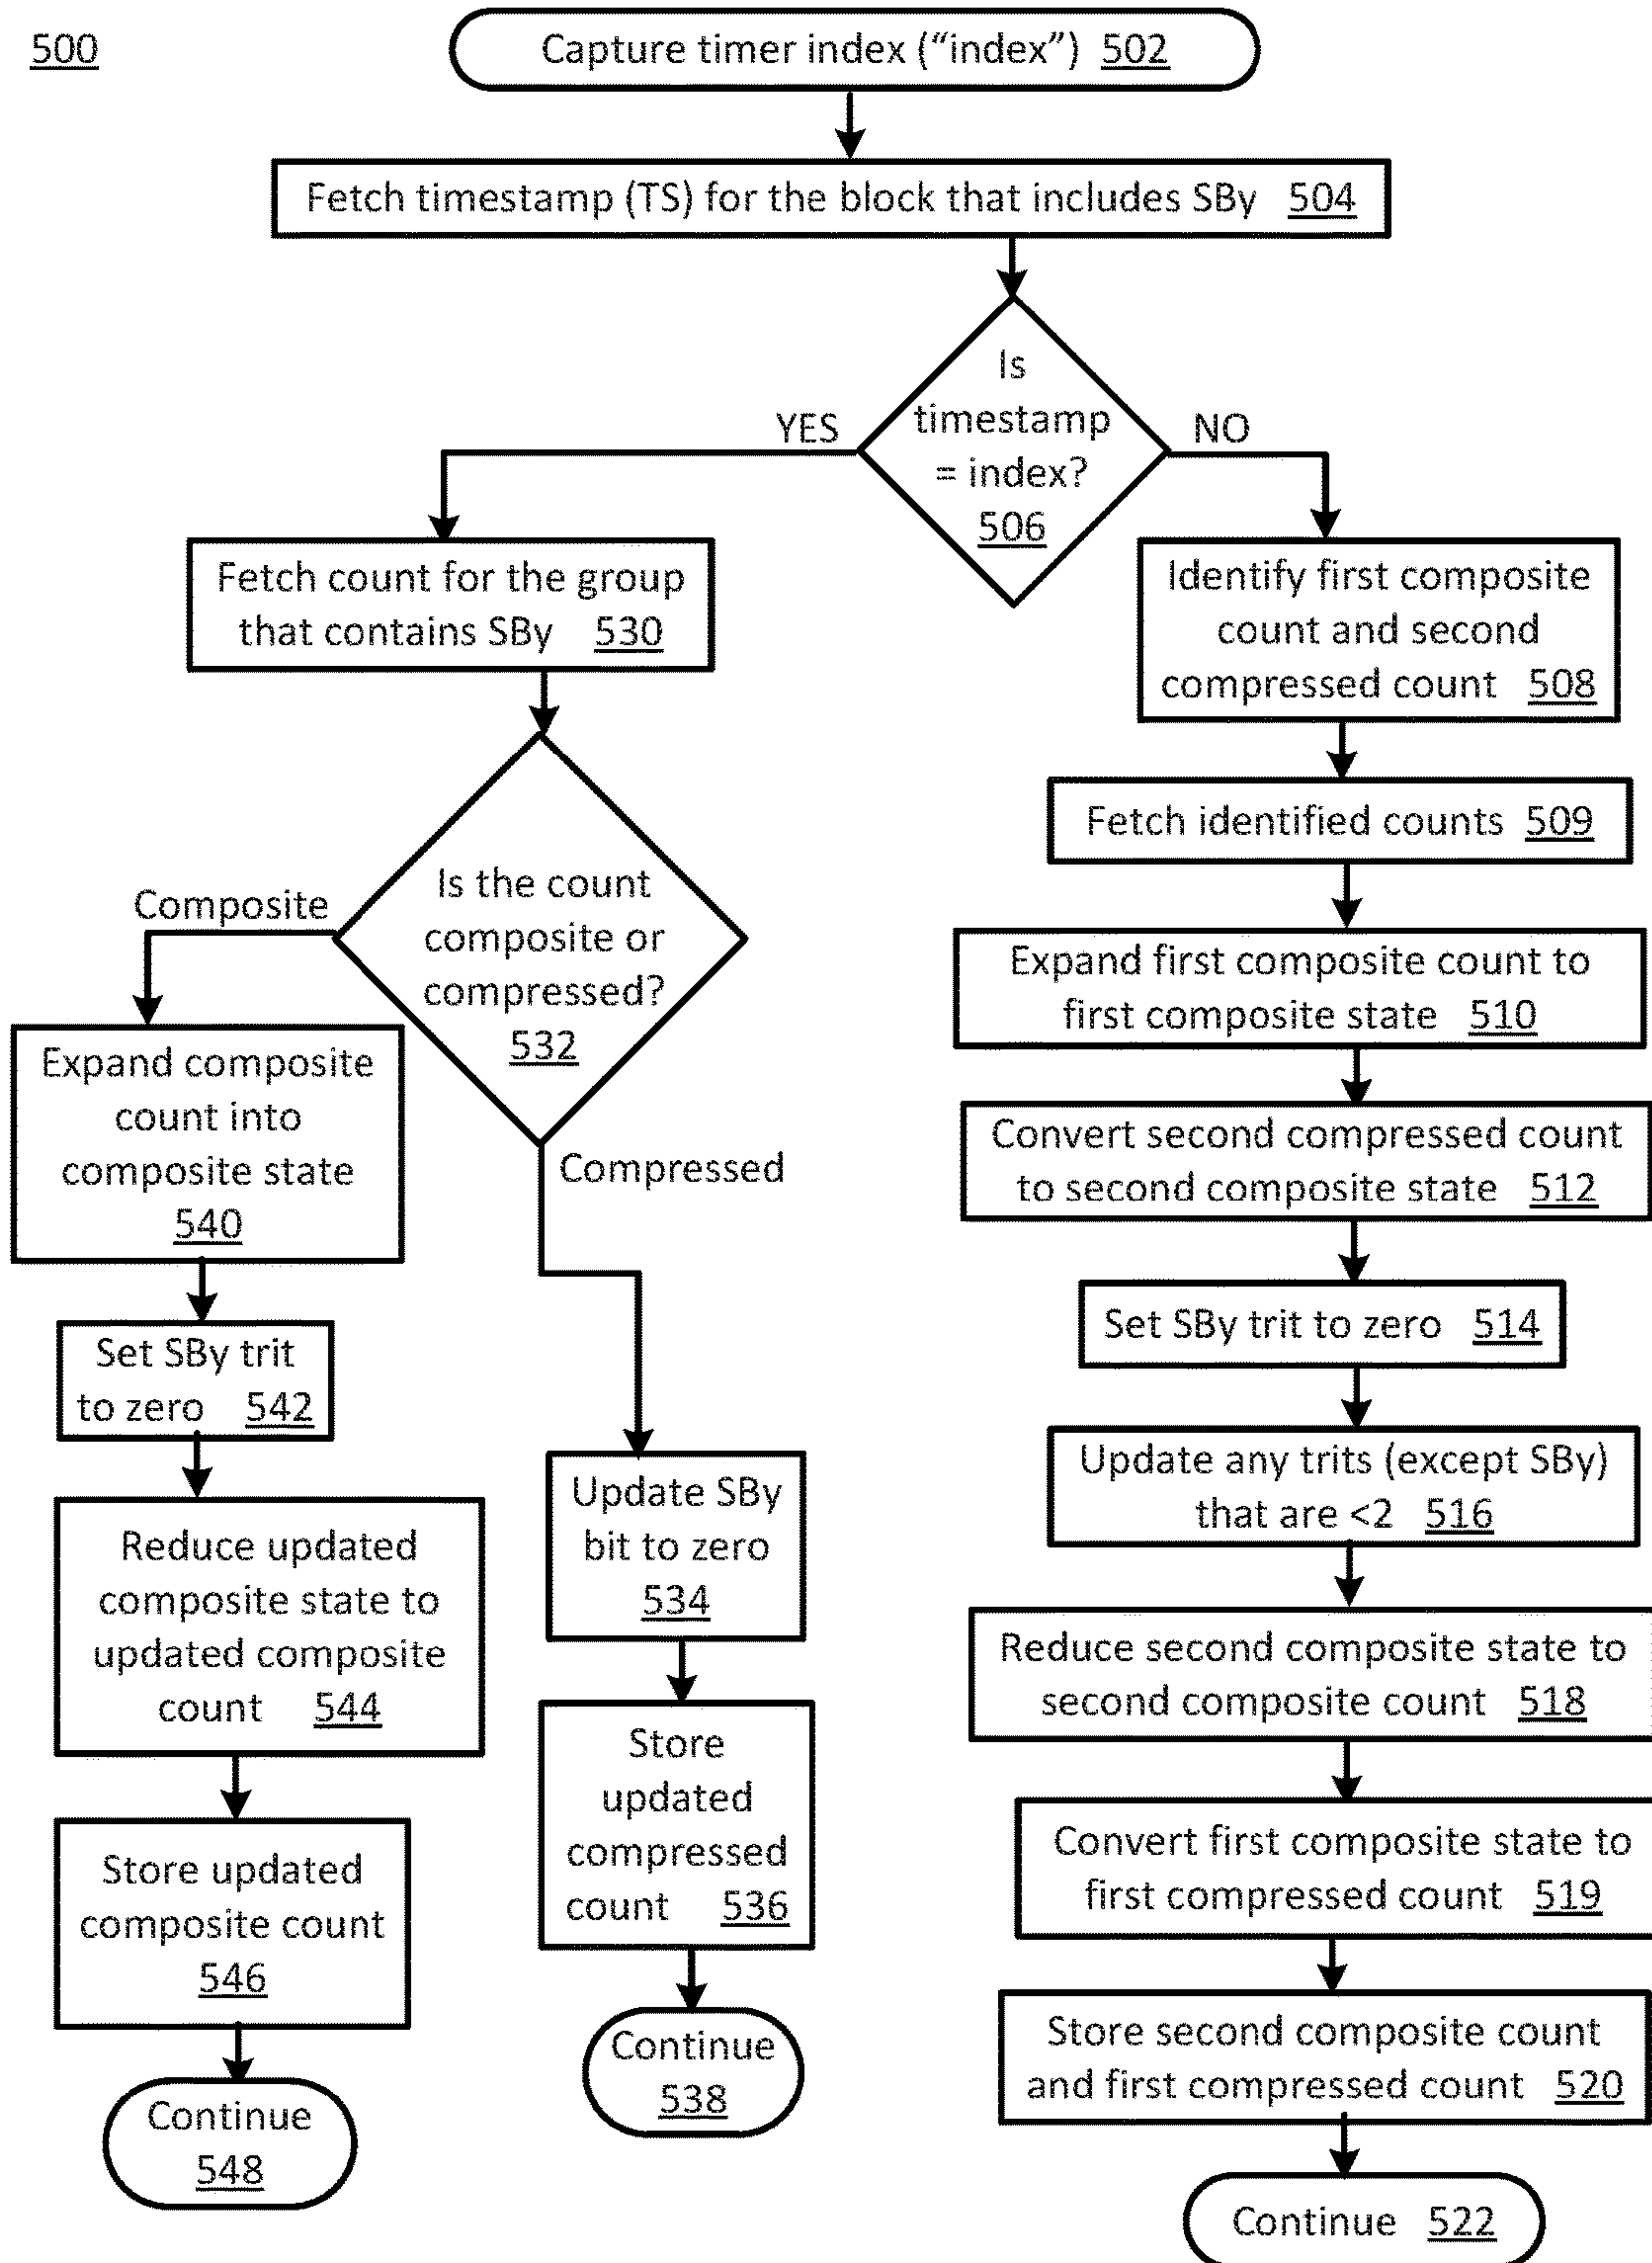 500
Capture timer index (“index”) 502
Fetch timestamp (TS) for the block that includes SBy 504
Is
timestamp
= index?
506
YES
NO
Fetch count for the group
that contains SBy 530
Is the count
composite or
compressed?
532
Composite
Compressed
Expand composite
count into
composite state
540
Set SBy trit
to zero 542
Reduce updated
composite state to
updated composite
count 544
Store updated
composite count
546
Continue
548
Update SBy
bit to zero
534
Store
updated
compressed
count 536
Continue
538
Identify first composite
count and second
compressed count 508
Fetch identified counts 509
Expand first composite count to
first composite state 510
Convert second compressed count
to second composite state 512
Set SBy trit to zero 514
Update any trits (except SBy)
that are <2 516
Reduce second composite state to
second composite count 518
Convert first composite state to
first compressed count 519
Store second composite count
and first compressed count 520
Continue 522